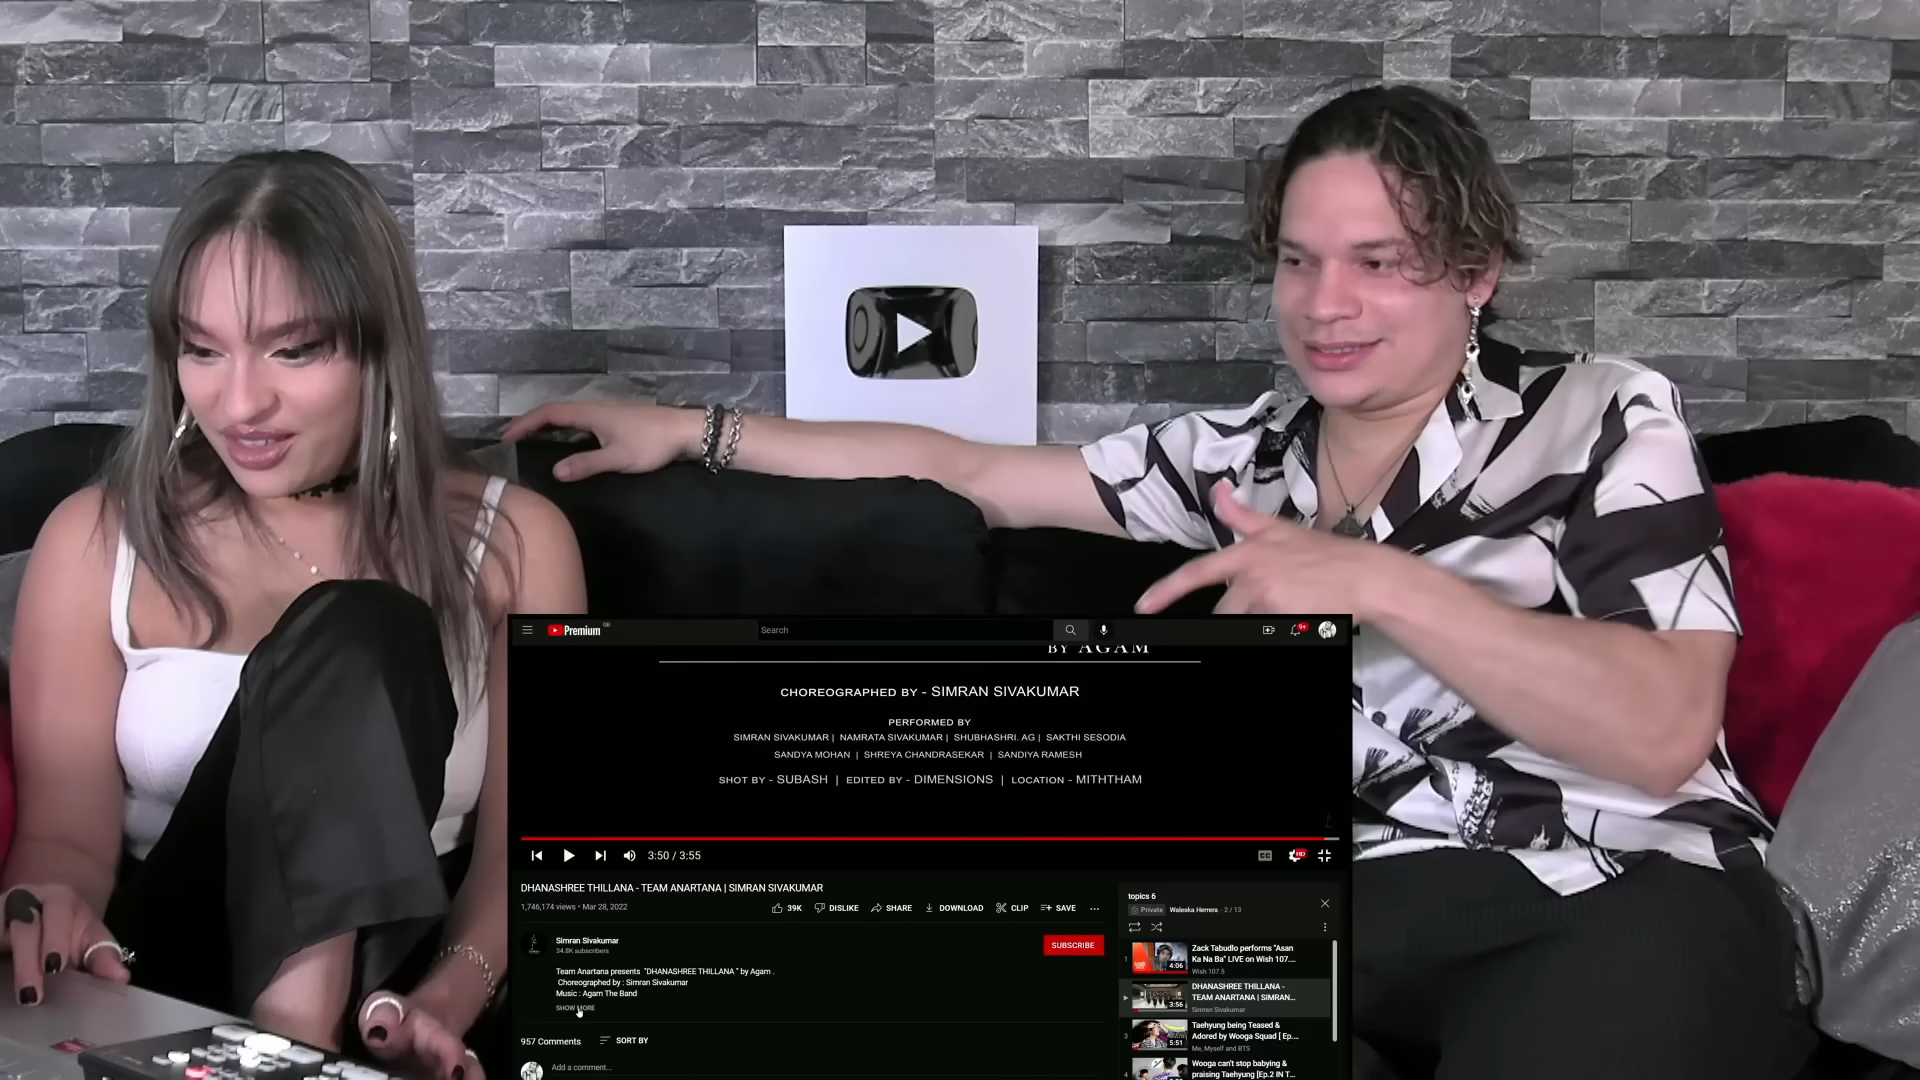 Premium GB
Search
9+
BY AGAM
CHOREOGRAPHED BY - SIMRAN SIVAKUMAR
PERFORMED BY
SIMRAN SIVAKUMAR | NAMRATA SIVAKUMAR | SHUBHASHRI. AG | SAKTHI SESODIA
SANDYA MOHAN | SHREYA CHANDRASEKAR | SANDIYA RAMESH
SHOT BY - SUBASH | EDITED BY - DIMENSIONS | LOCATION - MITHTHAM
3:50 / 3:55
CC
HD
DHANASHREE THILLANA - TEAM ANARTANA | SIMRAN SIVAKUMAR
1,746,174 views • Mar 28, 2022
39K
DISLIKE
SHARE
DOWNLOAD
CLIP
SAVE
Simran Sivakumar
34.8K subscribers
SUBSCRIBE
Team Anartana presents "DHANASHREE THILLANA " by Agam .
Choreographed by : Simran Sivakumar
Music : Agam The Band
SHOW MORE
957 Comments
SORT BY
Add a comment...
topics 6
Private Waleska Herrera - 2 / 13
1
4:06
Zack Tabudlo performs "Asan
Ka Na Ba" LIVE on Wish 107....
Wish 107.5
3:56
DHANASHREE THILLANA -
TEAM ANARTANA | SIMRAN...
Simran Sivakumar
3
5:51
Taehyung being Teased &
Adored by Wooga Squad [ Ep....
Me, Myself and BTS
4
Wooga can't stop babying &
praising Taehyung [Ep.2 IN T...